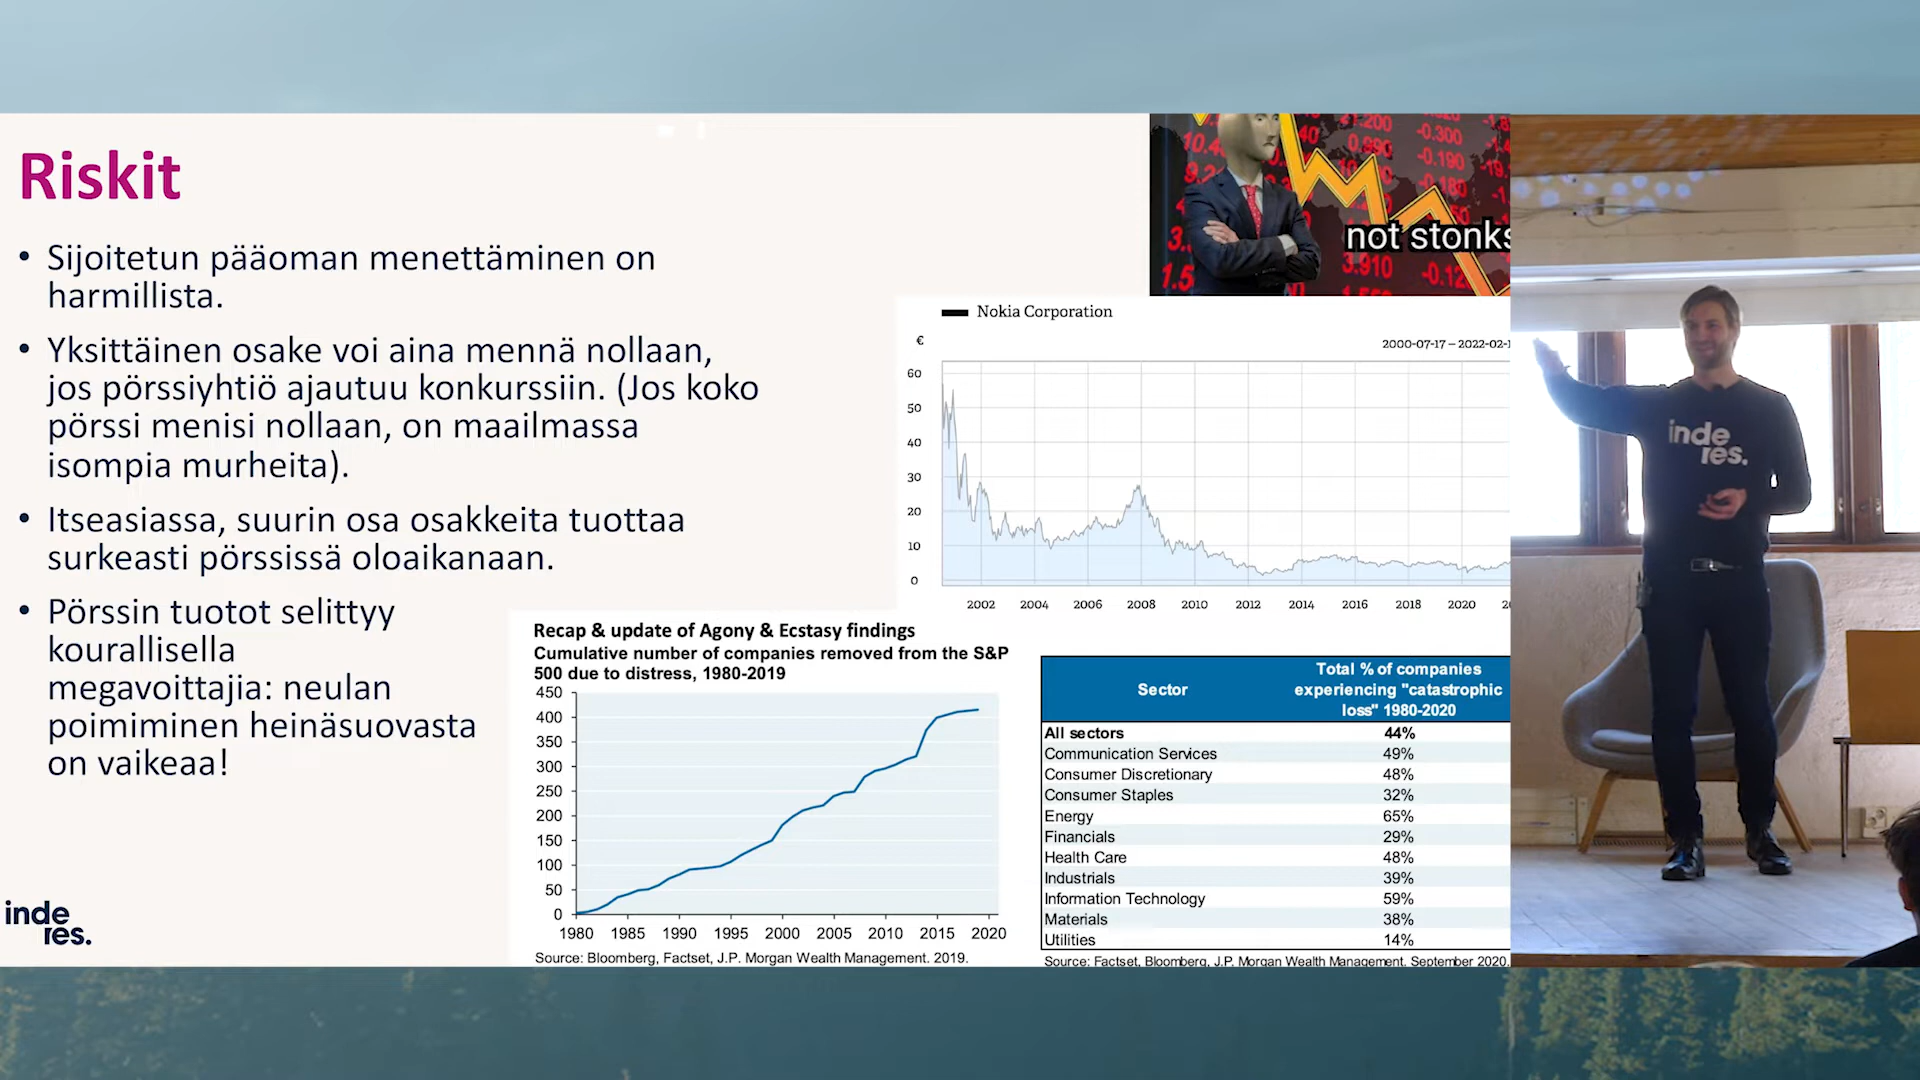 Riskit
• Sijoitetun pääoman menettäminen on
harmillista.
• Yksittäinen osake voi aina mennä nollaan,
jos pörssiyhtiö ajautuu konkurssiin. (Jos koko
pörssi menisi nollaan, on maailmassa
isompia murheita).
• Itseasiassa, suurin osa osakkeita tuottaa
surkeasti pörssissä oloaikanaan.
• Pörssin tuotot selittyy
kourallisella
megavoittajia: neulan
poimiminen heinäsuovasta
on vaikeaa!
inde
res.
not stonks
3.910
Nokia Corporation
€
2000-07-17 – 2022-02-1
60
50
40
30
20
10
0
2002 2004 2006 2008 2010 2012 2014 2016 2018 2020
Recap & update of Agony & Ecstasy findings
Cumulative number of companies removed from the S&P
500 due to distress, 1980-2019
450
400
350
300
250
200
150
100
50
0
1980 1985 1990 1995 2000 2005 2010 2015 2020
Source: Bloomberg, Factset, J.P. Morgan Wealth Management. 2019.
Sector Total % of companies
experiencing "catastrophic
loss" 1980-2020
All sectors 44%
Communication Services 49%
Consumer Discretionary 48%
Consumer Staples 32%
Energy 65%
Financials 29%
Health Care 48%
Industrials 39%
Information Technology 59%
Materials 38%
Utilities 14%
Source: Factset, Bloomberg, J.P. Morgan Wealth Management. September 2020.
inde
res.